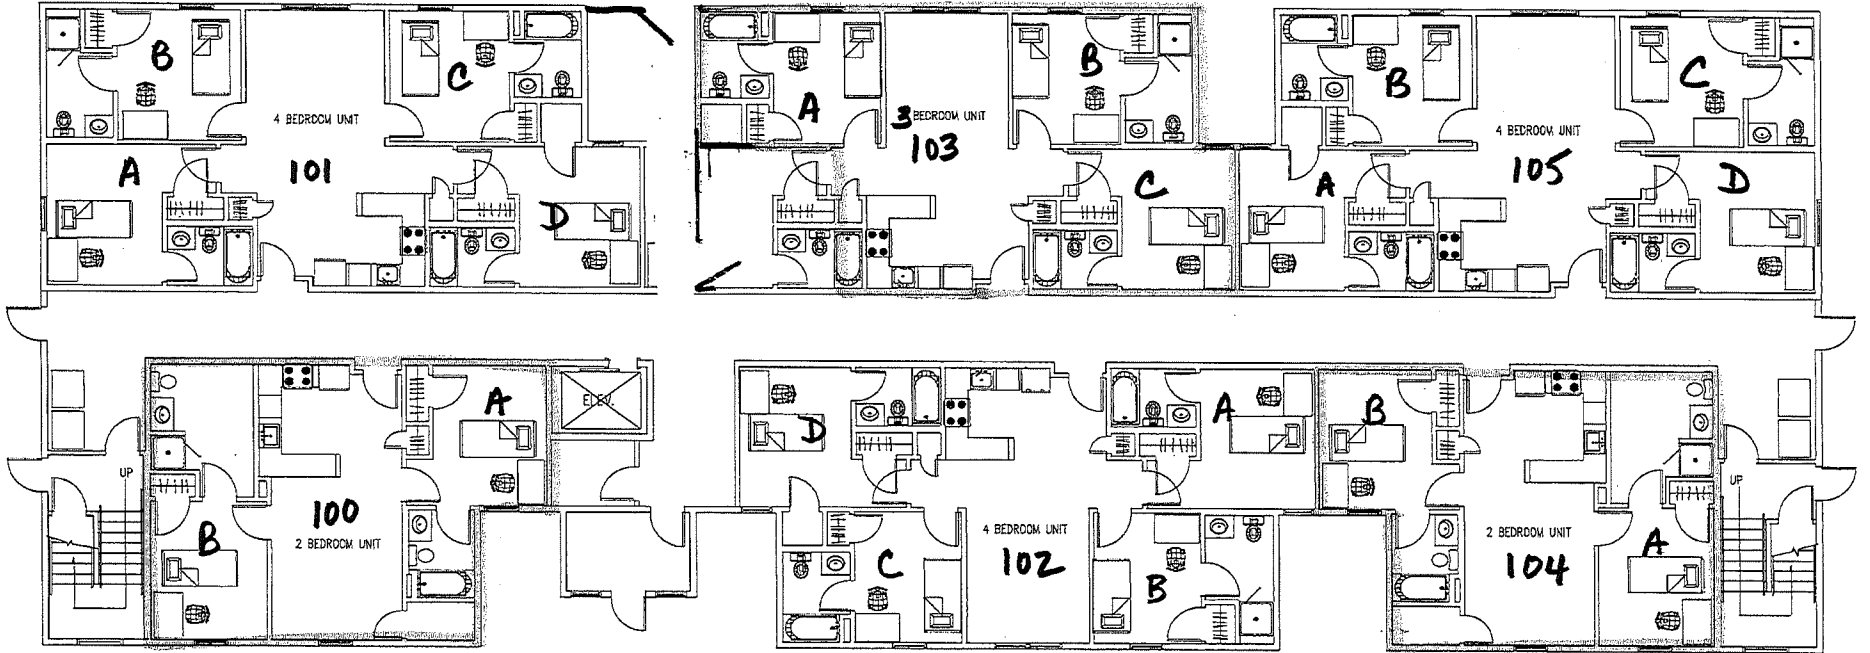 B
C
4 BEDROOM UNIT
101
A
D
A
B
3 BEDROOM UNIT
103
C
B
C
4 BEDROOM UNIT
105
A
D
A
ELEV.
UP
100
2 BEDROOM UNIT
B
D
A
4 BEDROOM UNIT
102
C
B
B
UP
2 BEDROOM UNIT
104
A